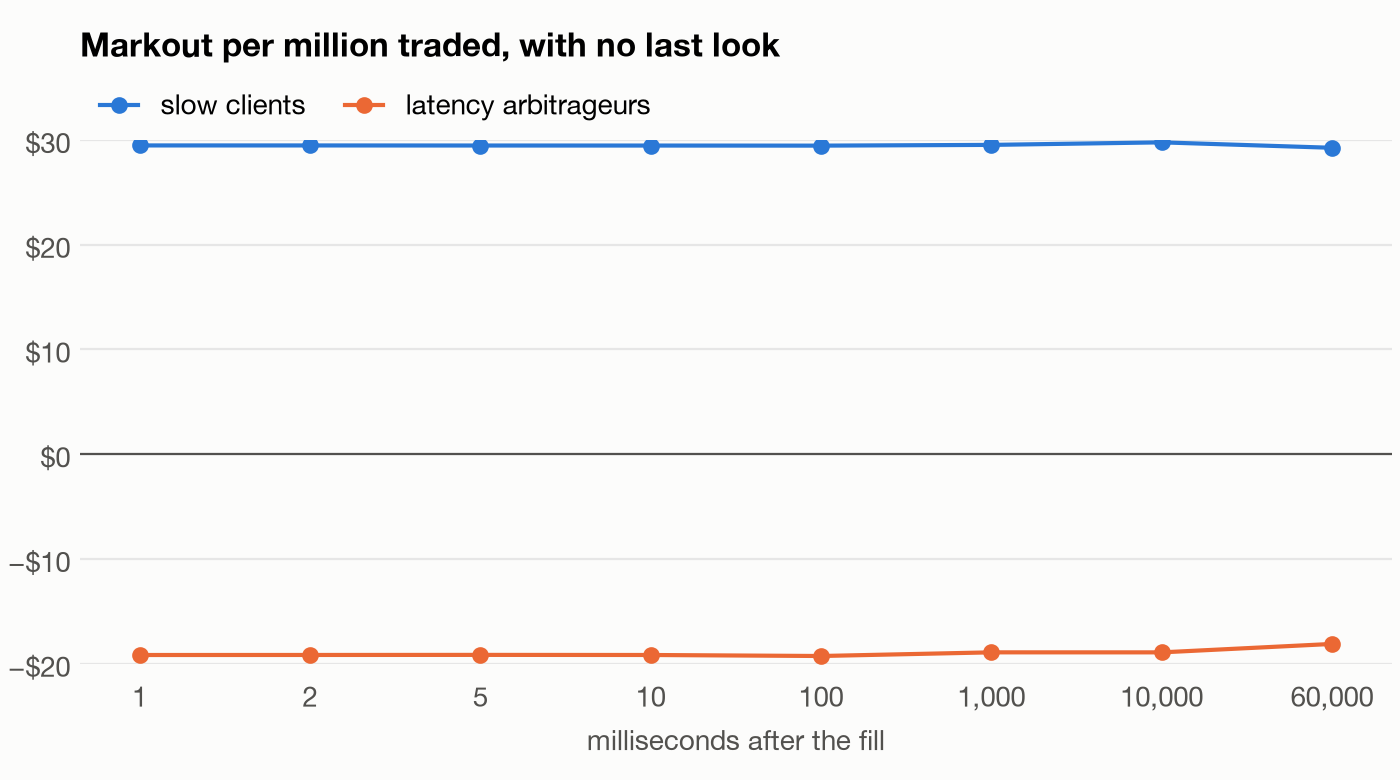 Markout per million traded, with no last look
slow clients latency arbitrageurs
$30
$20
$10
$0
−$10
−$20
1 2 5 10 100 1,000 10,000 60,000
milliseconds after the fill